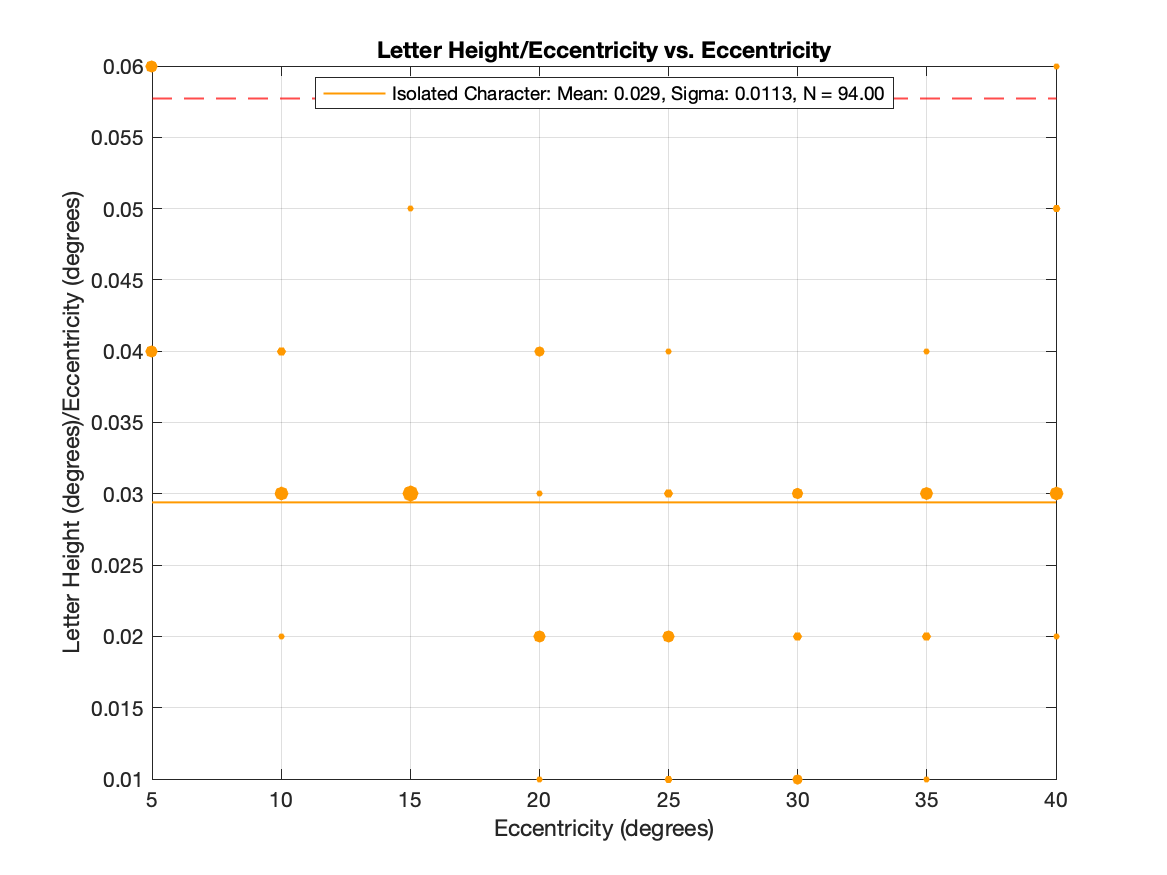 Letter Height/Eccentricity vs. Eccentricity
Isolated Character: Mean: 0.029, Sigma: 0.0113, N = 94.00
Letter Height (degrees)/Eccentricity (degrees)
0.06
0.055
0.05
0.045
0.04
0.035
0.03
0.025
0.02
0.015
0.01
5 10 15 20 25 30 35 40
Eccentricity (degrees)